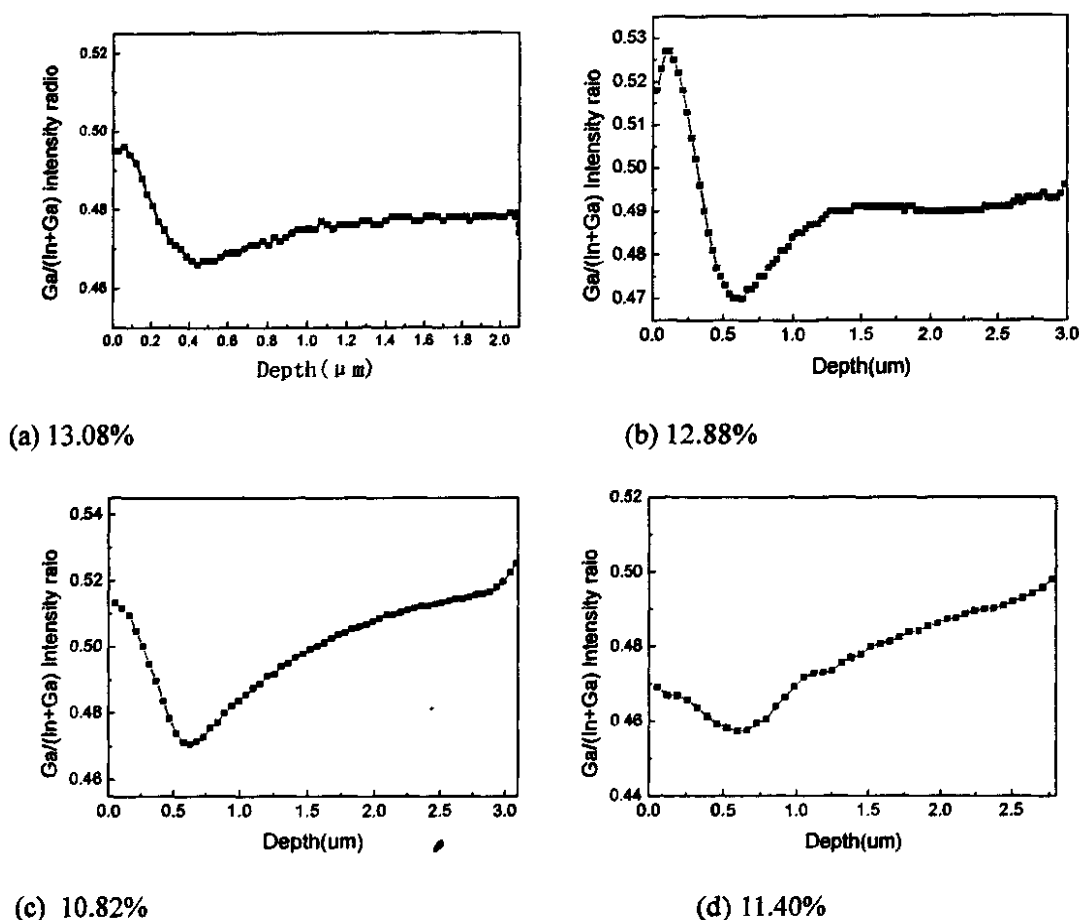 0.52
0.50
0.48
0.46
Ga/(In+Ga) intensity radio
0.0 0.2 0.4 0.6 0.8 1.0 1.2 1.4 1.6 1.8 2.0
Depth(μm)
(a) 13.08%
0.53
0.52
0.51
0.50
0.49
0.48
0.47
Ga/(In+Ga) Intensity raio
0.0 0.5 1.0 1.5 2.0 2.5 3.0
Depth(um)
(b) 12.88%
0.54
0.52
0.50
0.48
0.46
Ga/(In+Ga) Intensity raio
0.0 0.5 1.0 1.5 2.0 2.5 3.0
Depth(um)
(c) 10.82%
0.52
0.50
0.48
0.46
0.44
Ga/(In+Ga) Intensity raio
0.0 0.5 1.0 1.5 2.0 2.5
Depth(um)
(d) 11.40%